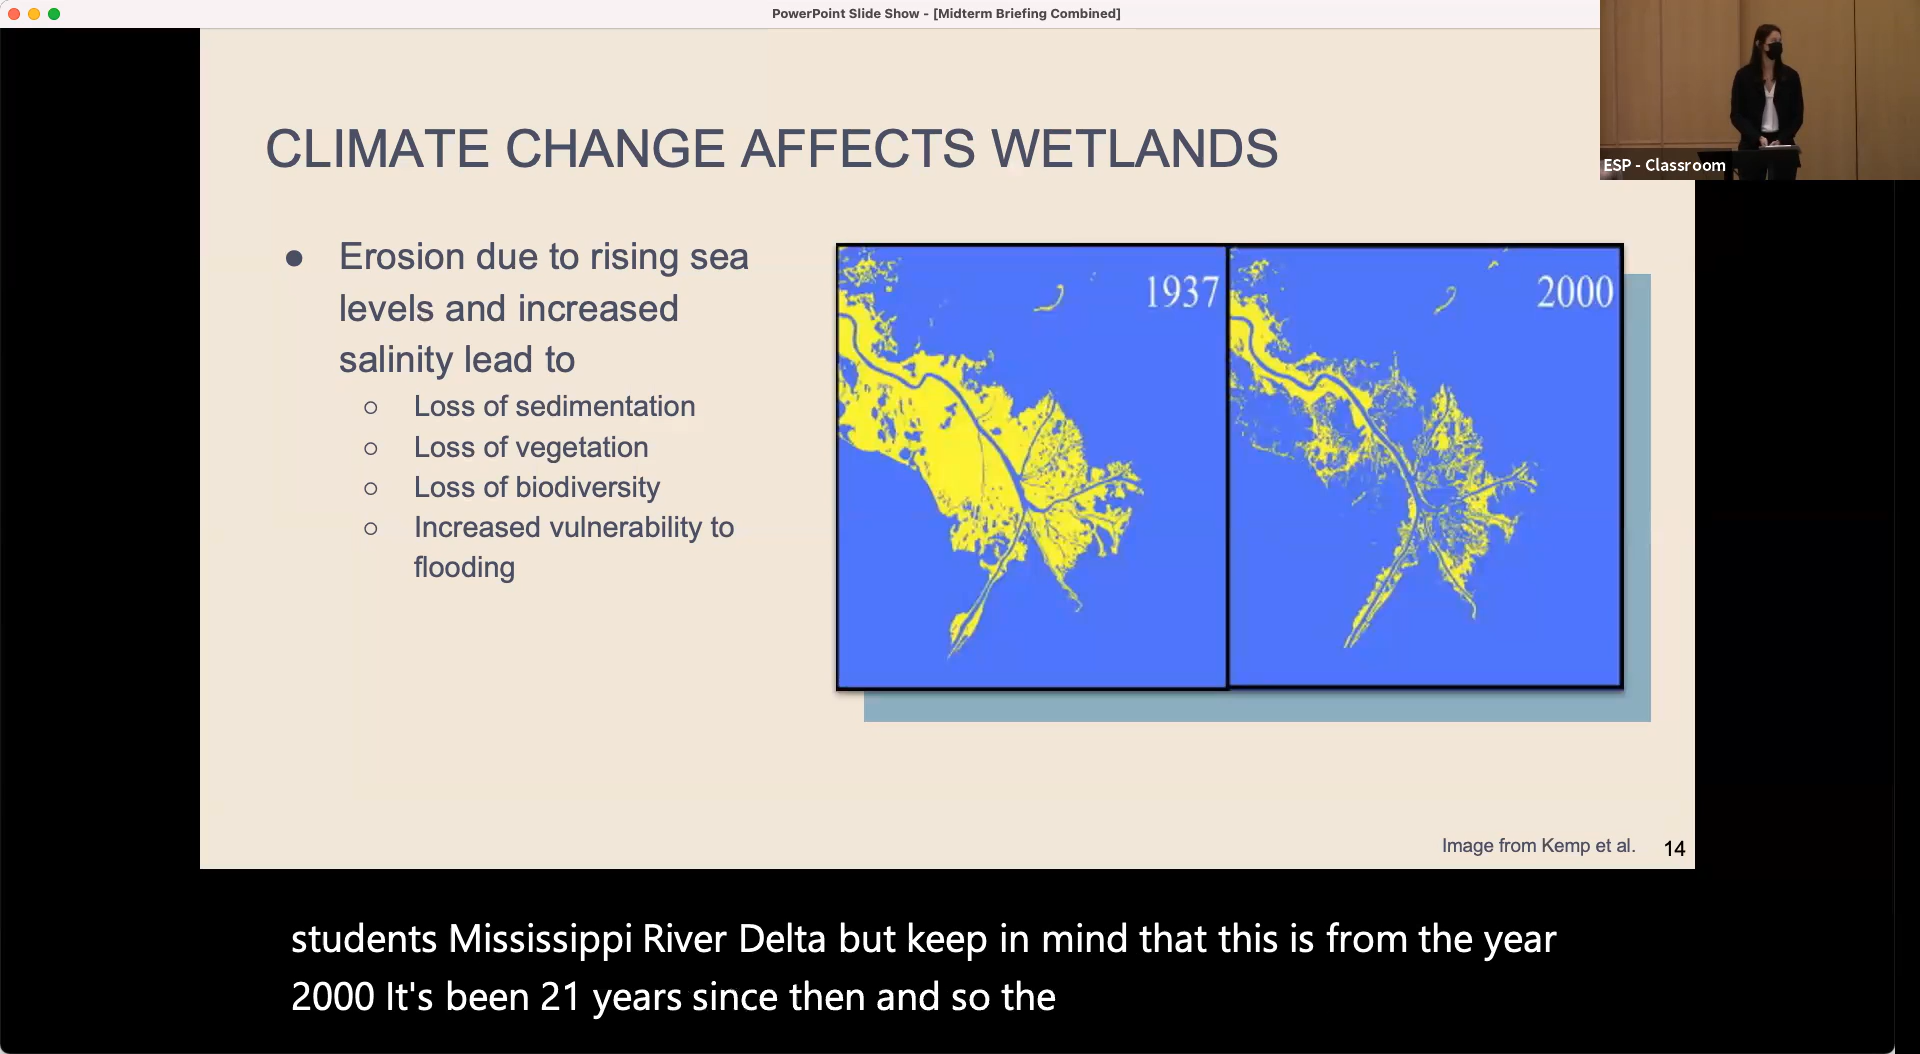 PowerPoint Slide Show - [Midterm Briefing Combined]
ESP - Classroom
CLIMATE CHANGE AFFECTS WETLANDS
● Erosion due to rising sea
levels and increased
salinity lead to
○ Loss of sedimentation
○ Loss of vegetation
○ Loss of biodiversity
○ Increased vulnerability to
flooding
1937
2000
Image from Kemp et al.
14
students Mississippi River Delta but keep in mind that this is from the year
2000 It's been 21 years since then and so the